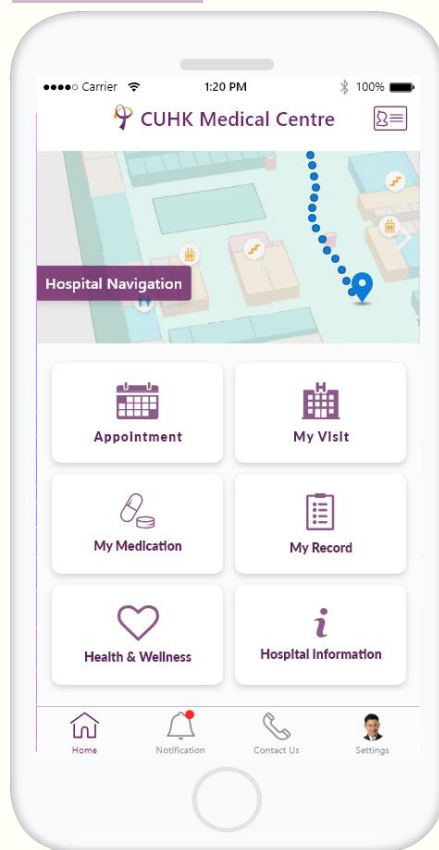 Carrier 1:20 PM 100%
CUHK Medical Centre
Hospital Navigation
Appointment My Visit
My Medication My Record
Health & Wellness Hospital Information
Home Notification Contact Us Settings